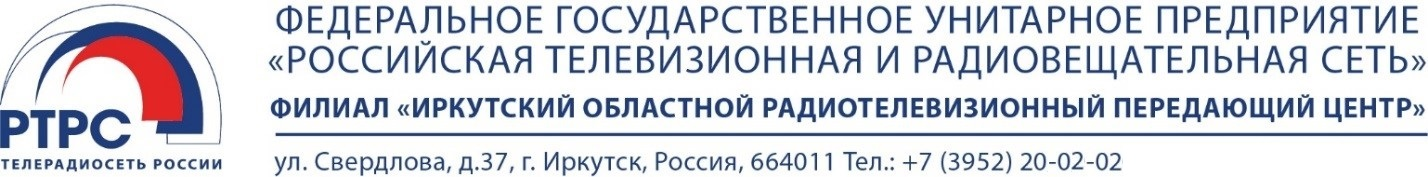 РТРС
ТЕЛЕРАДИОСЕТЬ РОССИИ
ФЕДЕРАЛЬНОЕ ГОСУДАРСТВЕННОЕ УНИТАРНОЕ ПРЕДПРИЯТИЕ
«РОССИЙСКАЯ ТЕЛЕВИЗИОННАЯ И РАДИОВЕЩАТЕЛЬНАЯ СЕТЬ»
ФИЛИАЛ «ИРКУТСКИЙ ОБЛАСТНОЙ РАДИОТЕЛЕВИЗИОННЫЙ ПЕРЕДАЮЩИЙ ЦЕНТР»
ул. Свердлова, д.37, г. Иркутск, Россия, 664011 Тел.: +7 (3952) 20-02-02